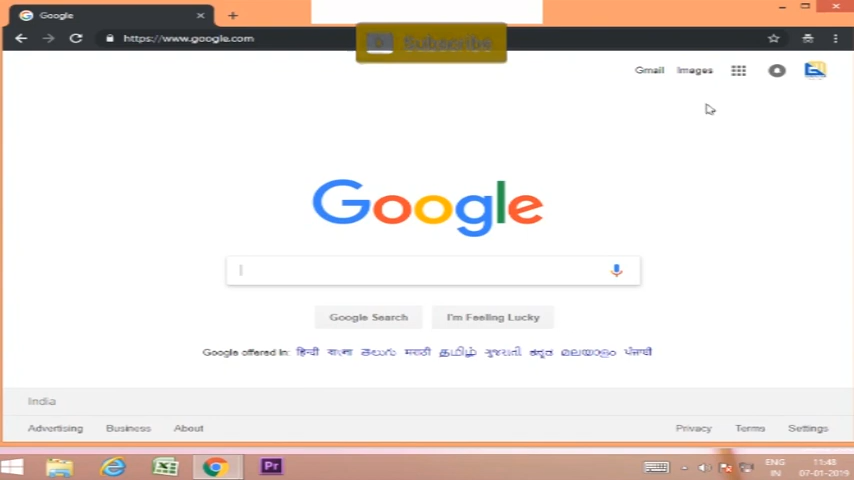 Google
https://www.google.com
Subscribe
Gmail Images
Google
Google Search I'm Feeling Lucky
Google offered in: हिन्दी বাংলা తెలుగు मराठी தமிழ் ગુજરાતી ಕನ್ನಡ മലയാളം ਪੰਜਾਬੀ
India
Advertising Business About Privacy Terms Settings
Pr
ENG 11:48
IN 07-01-2019